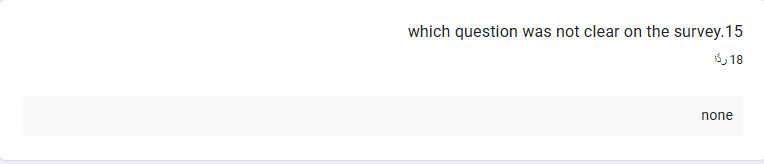 which question was not clear on the survey.15
18 ردًا
none